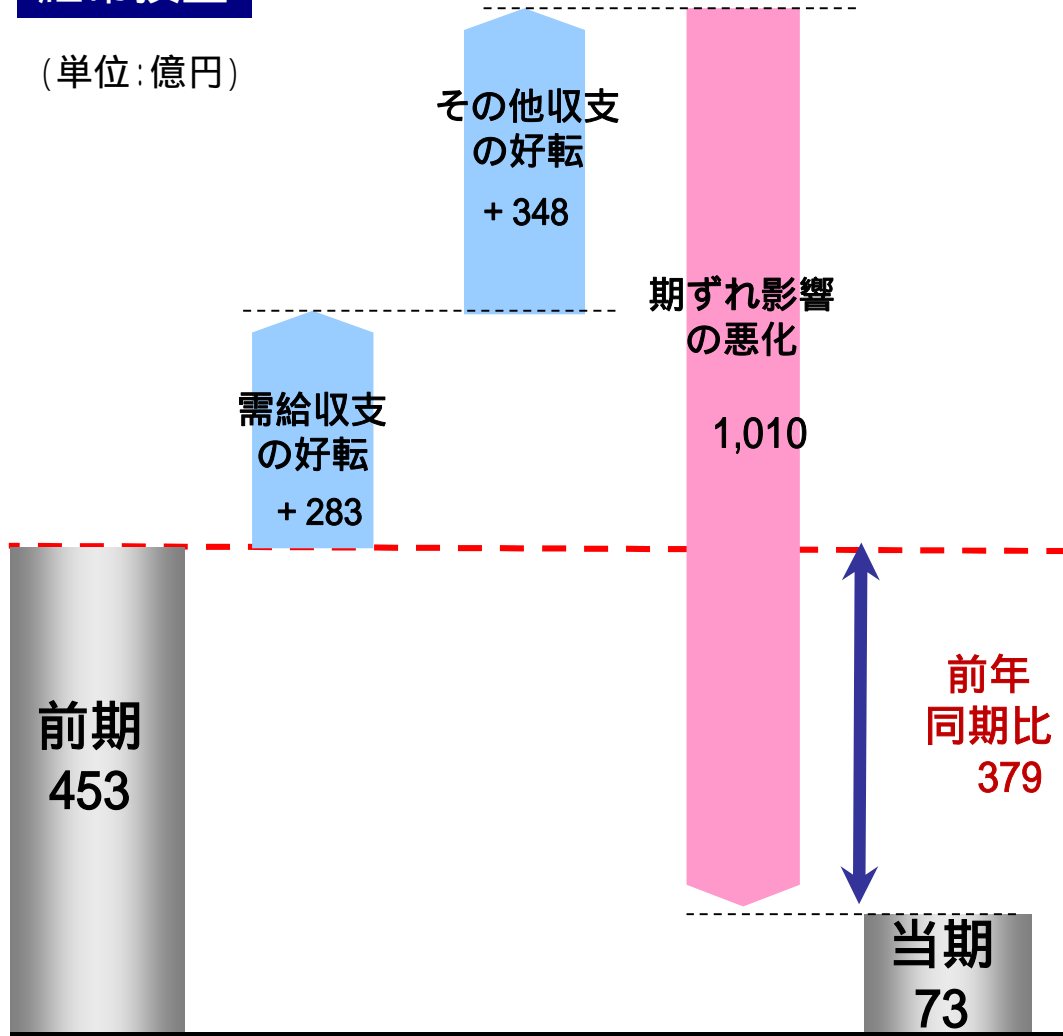 (単位:億円)
その他収支
の好転
+ 348
期ずれ影響
の悪化
1,010
需給収支
の好転
+ 283
前期
453
前年
同期比
379
当期
73